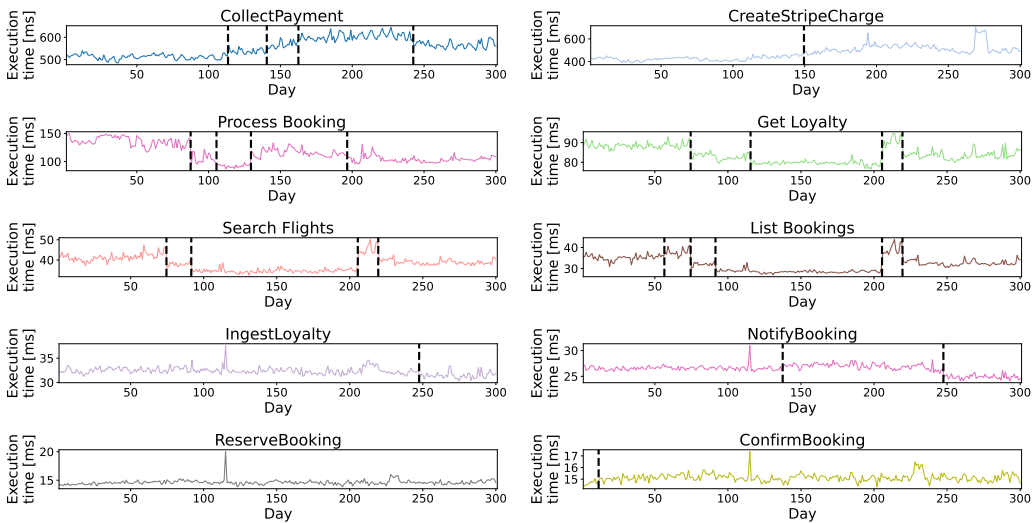 CollectPayment
Execution
time [ms]
600
500
50 100 150 200 250 300
Day
CreateStripeCharge
Execution
time [ms]
600
400
50 100 150 200 250 300
Day
Process Booking
Execution
time [ms]
150
100
50 100 150 200 250 300
Day
Get Loyalty
Execution
time [ms]
90
80
50 100 150 200 250 300
Day
Search Flights
Execution
time [ms]
50
40
50 100 150 200 250 300
Day
List Bookings
Execution
time [ms]
40
30
50 100 150 200 250 300
Day
IngestLoyalty
Execution
time [ms]
35
30
50 100 150 200 250 300
Day
NotifyBooking
Execution
time [ms]
30
25
50 100 150 200 250 300
Day
ReserveBooking
Execution
time [ms]
20
15
50 100 150 200 250 300
Day
ConfirmBooking
Execution
time [ms]
17
16
15
50 100 150 200 250 300
Day